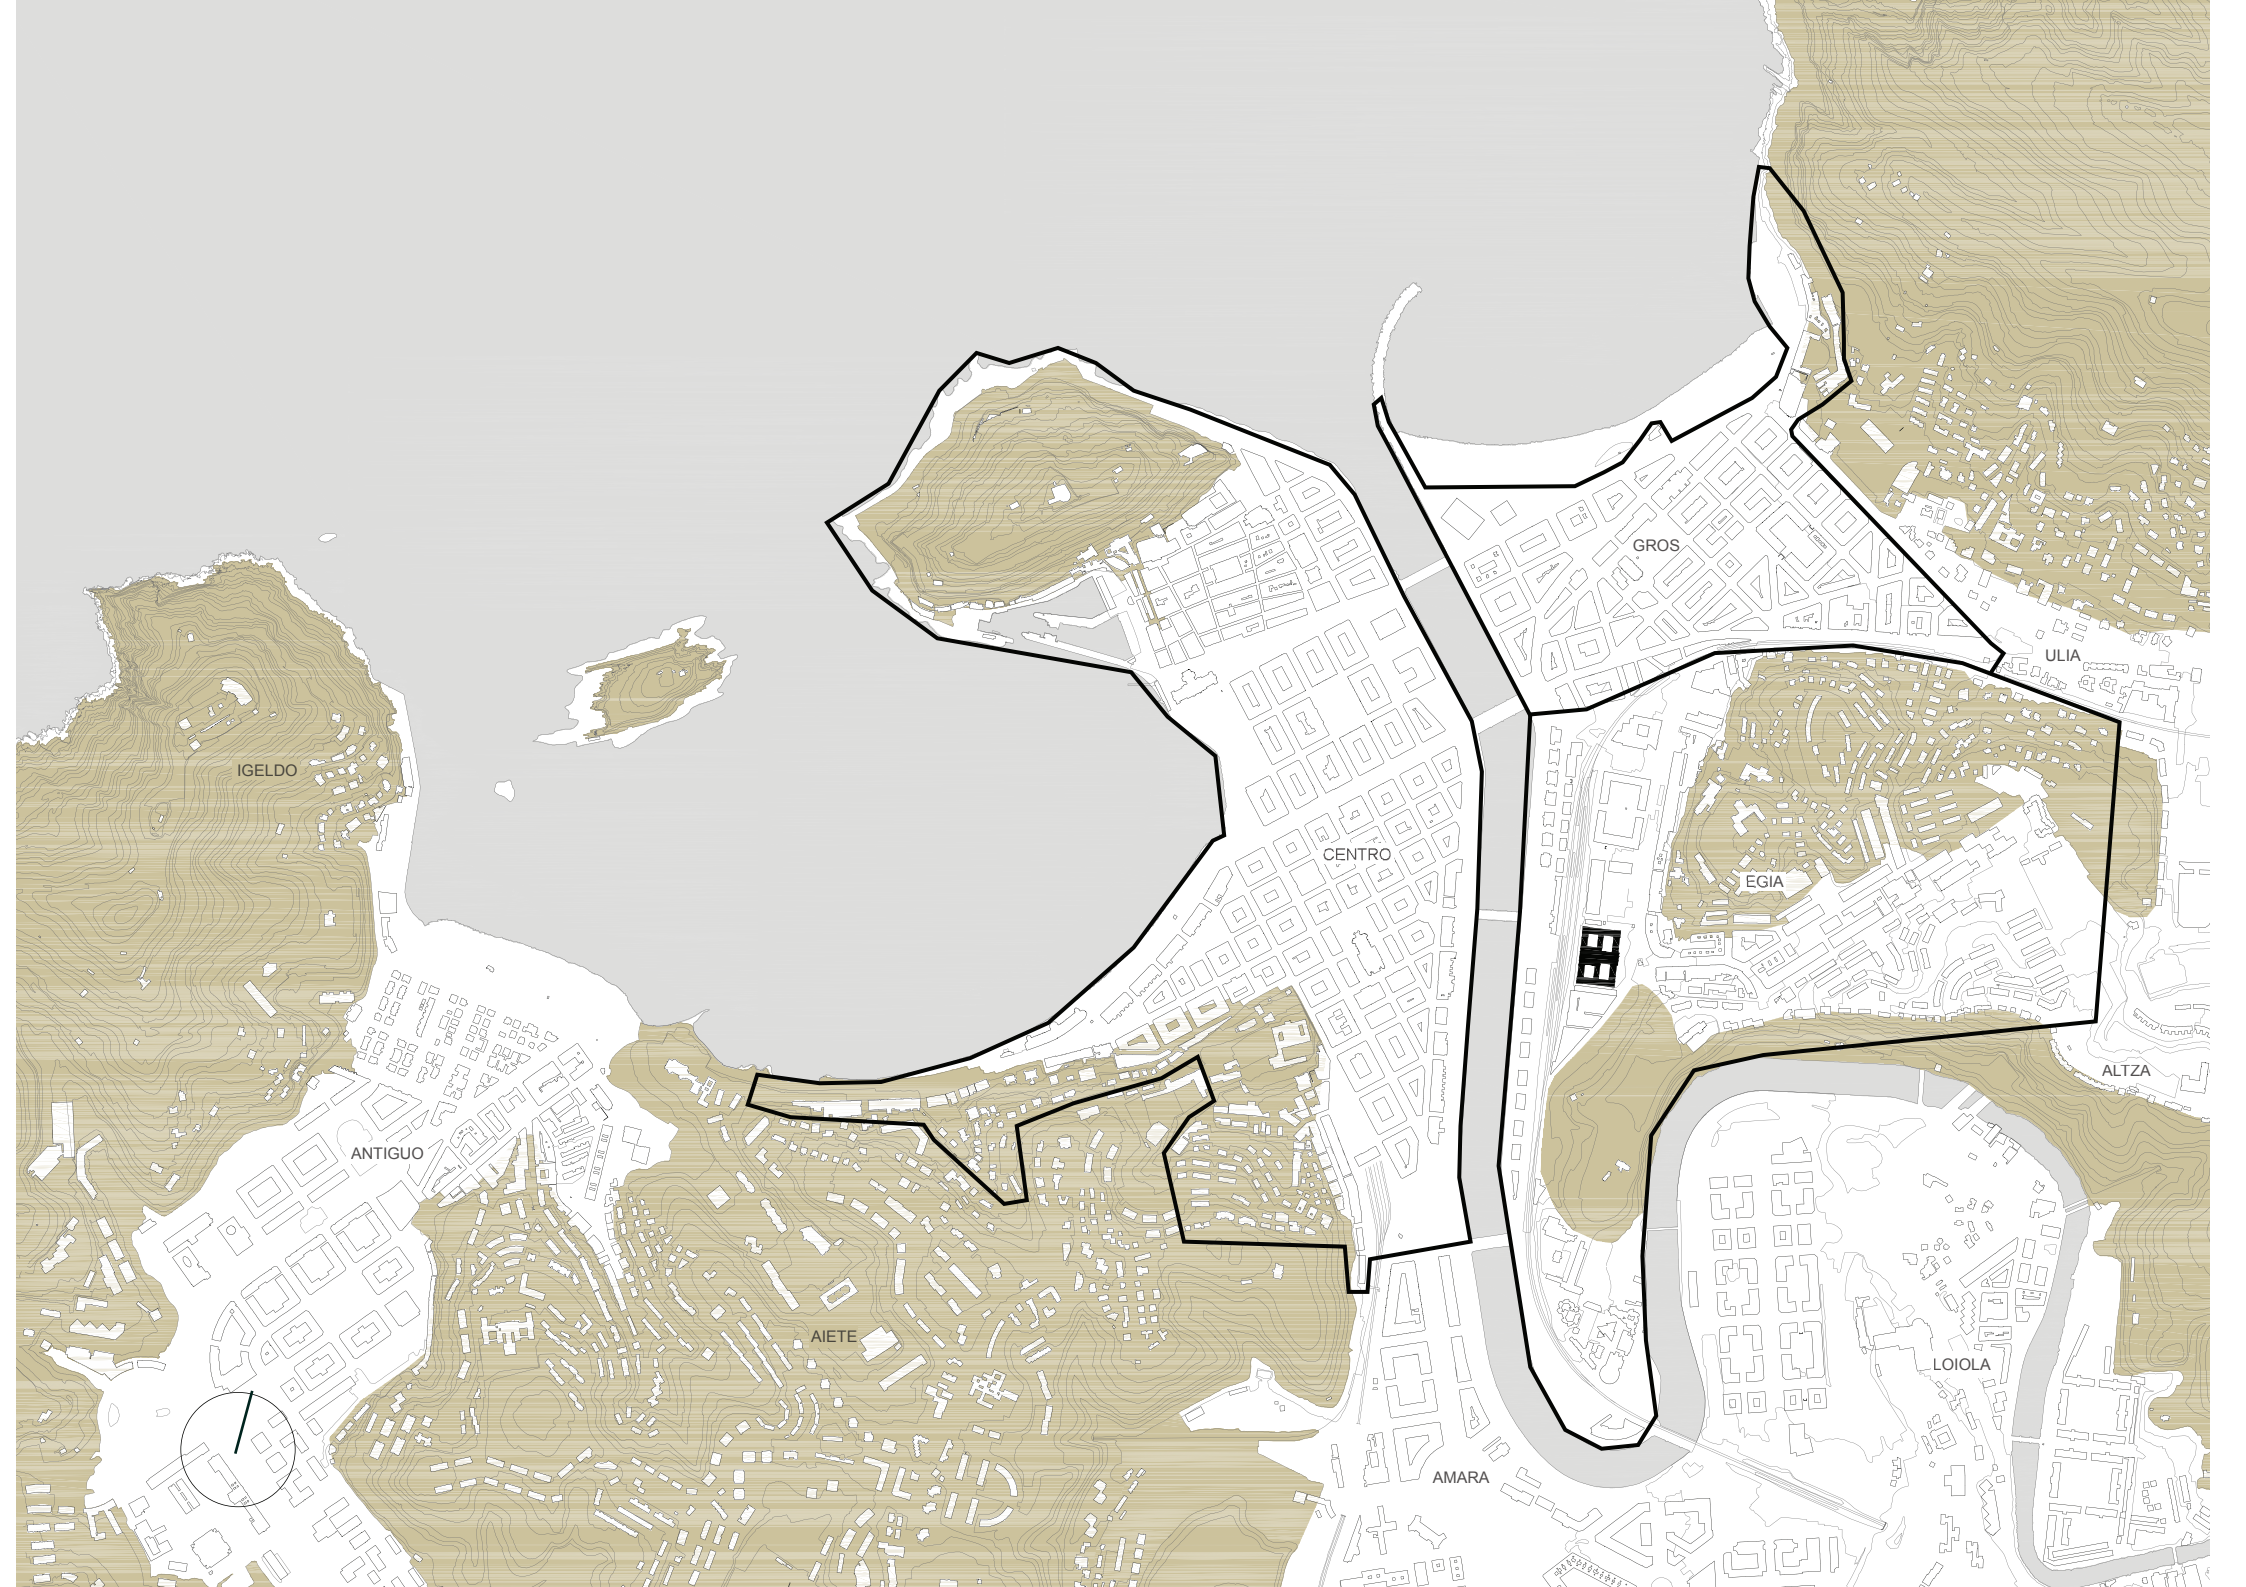 GROS
ULIA
IGELDO
CENTRO
EGIA
ALTZA
ANTIGUO
AIETE
LOIOLA
AMARA